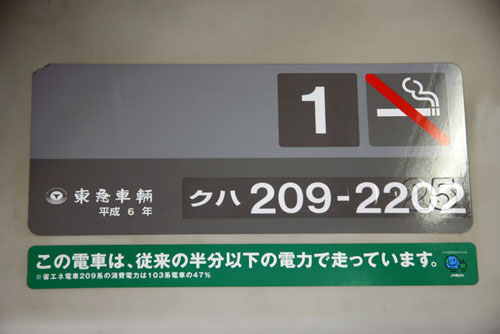 1
東急車輛
平成 6 年
クハ 209-2202
この電車は、従来の半分以下の電力で走っています。
※省エネ電車209系の消費電力は103系電車の47%